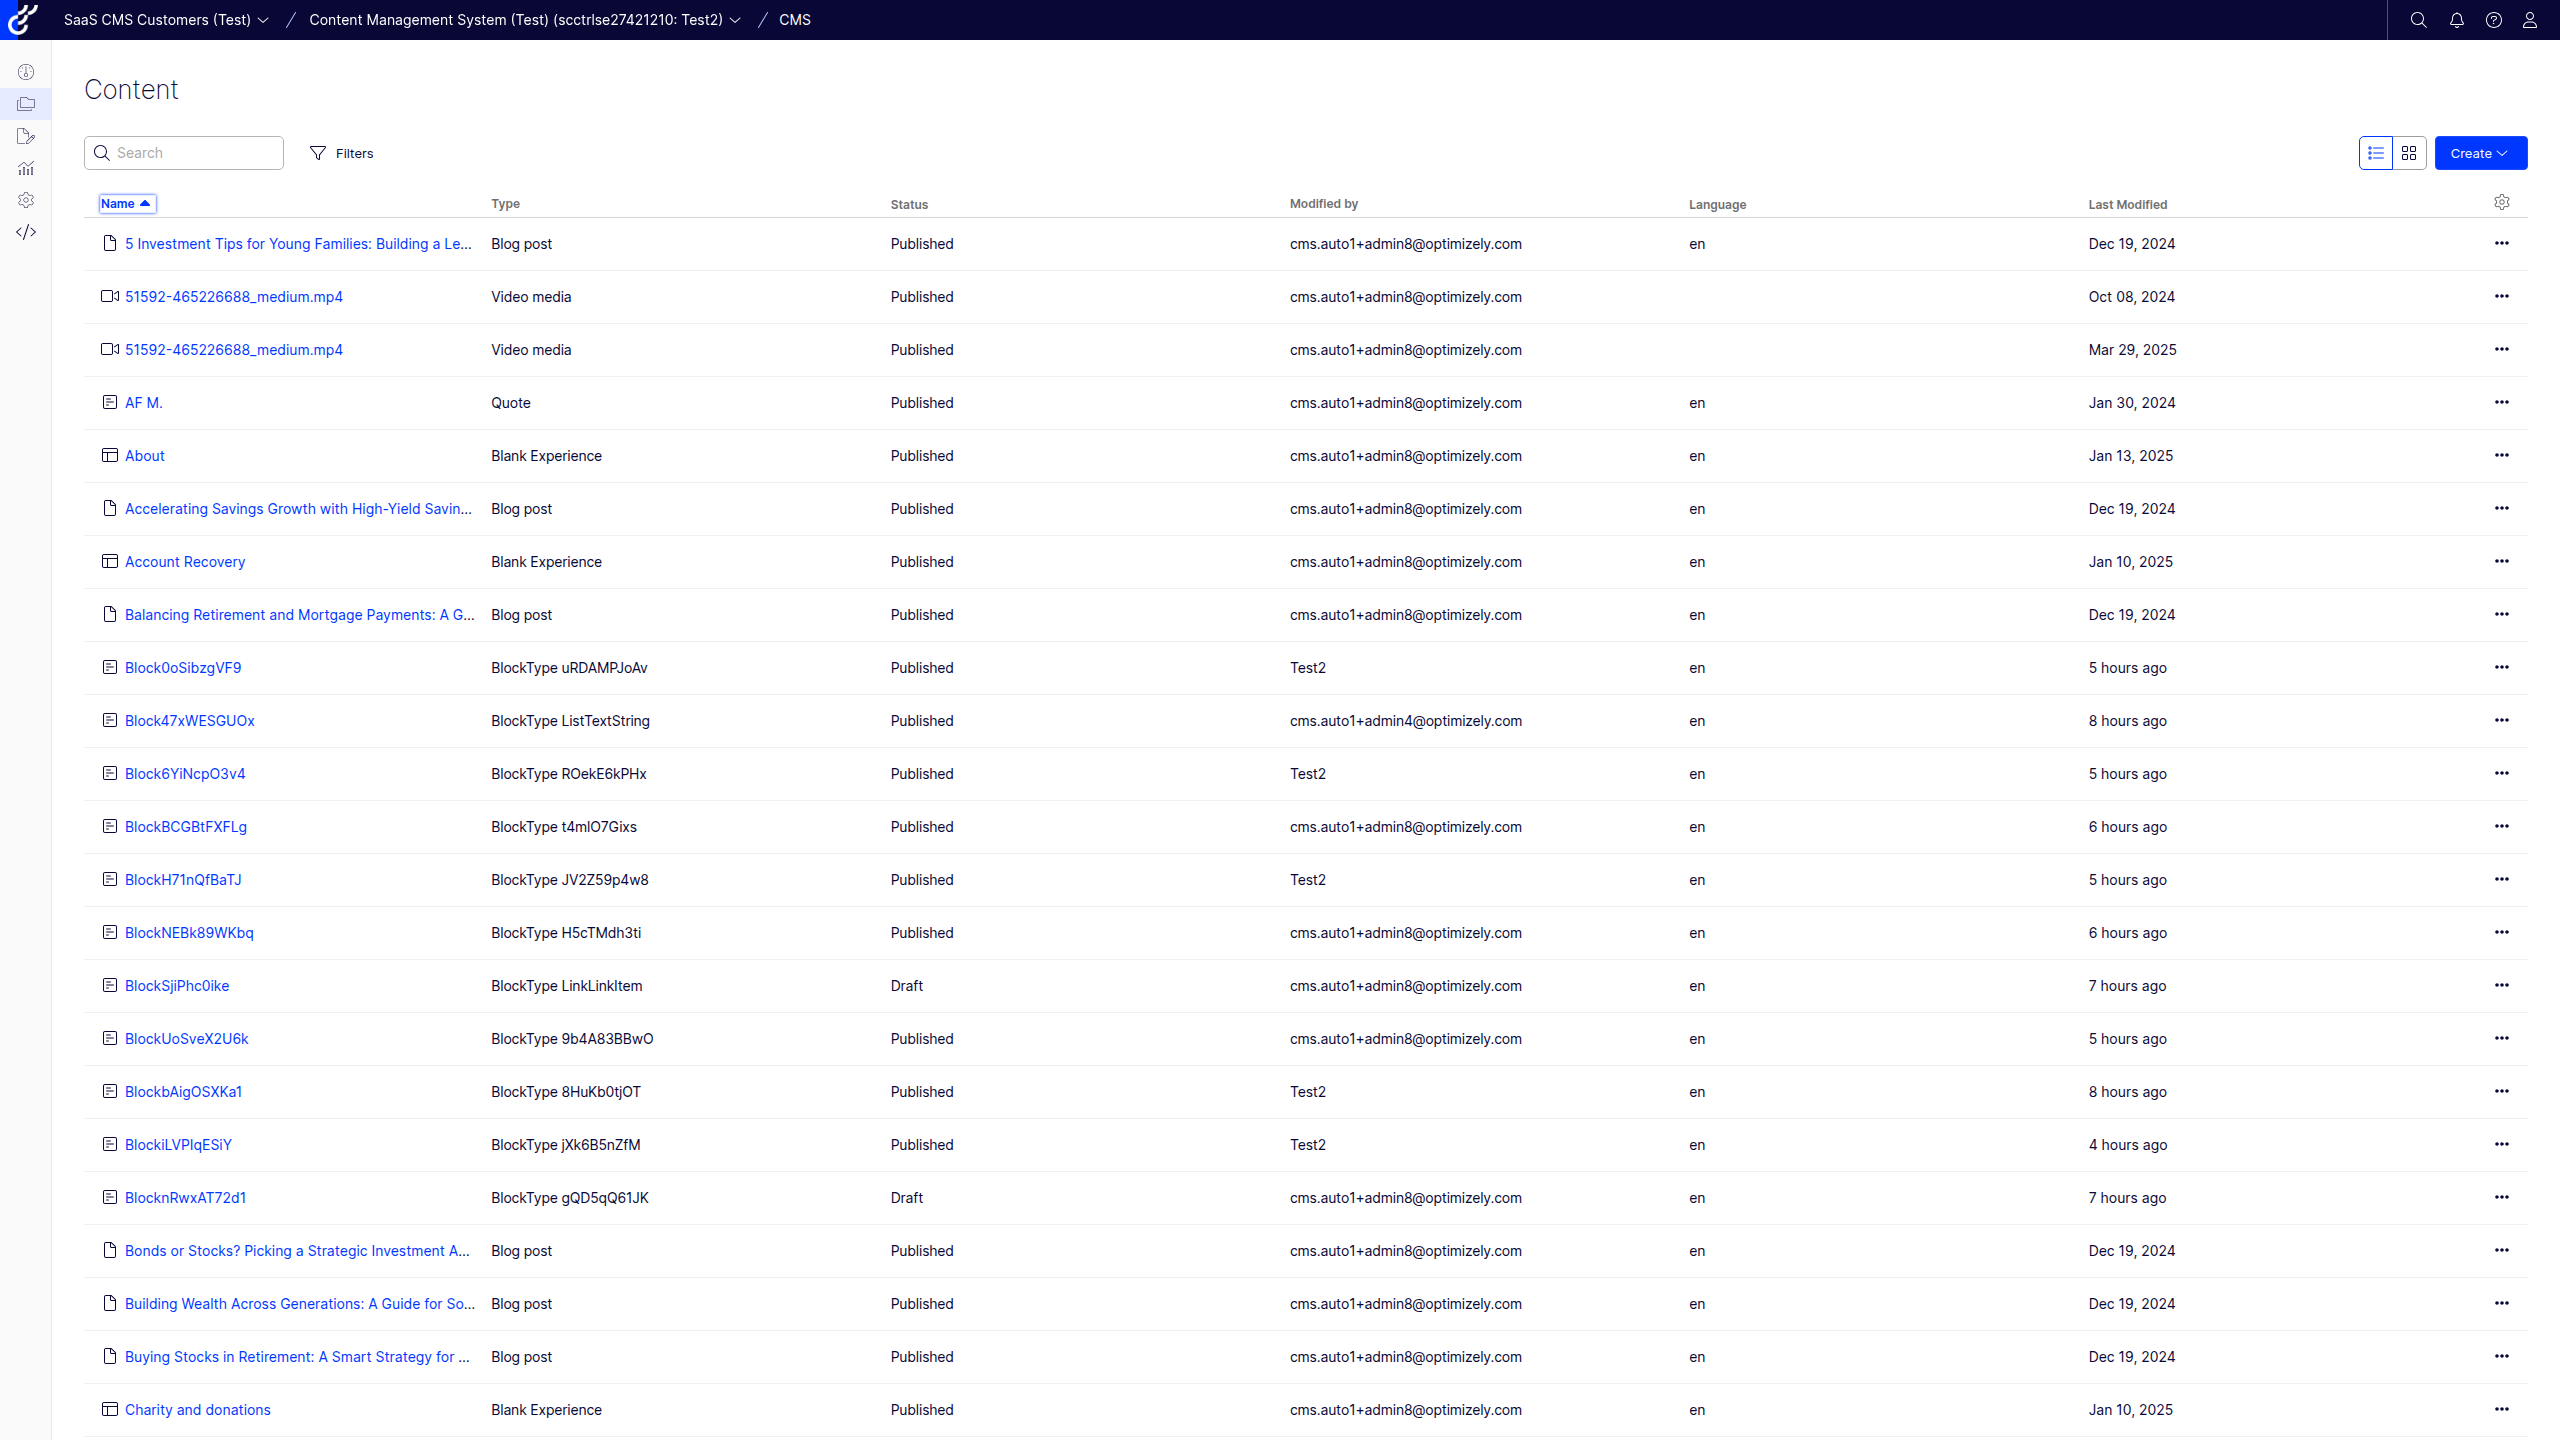 SaaS CMS Customers (Test) / Content Management System (Test) (scctrlse27421210: Test2) / CMS
Content
Search Filters Create
Name Type Status Modified by Language Last Modified
5 Investment Tips for Young Families: Building a Le... Blog post Published cms.auto1+admin8@optimizely.com en Dec 19, 2024
51592-465226688_medium.mp4 Video media Published cms.auto1+admin8@optimizely.com Oct 08, 2024
51592-465226688_medium.mp4 Video media Published cms.auto1+admin8@optimizely.com Mar 29, 2025
AF M. Quote Published cms.auto1+admin8@optimizely.com en Jan 30, 2024
About Blank Experience Published cms.auto1+admin8@optimizely.com en Jan 13, 2025
Accelerating Savings Growth with High-Yield Savin... Blog post Published cms.auto1+admin8@optimizely.com en Dec 19, 2024
Account Recovery Blank Experience Published cms.auto1+admin8@optimizely.com en Jan 10, 2025
Balancing Retirement and Mortgage Payments: A G... Blog post Published cms.auto1+admin8@optimizely.com en Dec 19, 2024
Block0oSibzgVF9 BlockType uRDAMPJoAv Published Test2 en 5 hours ago
Block47xWESGUOx BlockType ListTextString Published cms.auto1+admin4@optimizely.com en 8 hours ago
Block6YiNcpO3v4 BlockType ROekE6kPHx Published Test2 en 5 hours ago
BlockBCGBtFXFLg BlockType t4mlO7Gixs Published cms.auto1+admin8@optimizely.com en 6 hours ago
BlockH71nQfBaTJ BlockType JV2Z59p4w8 Published Test2 en 5 hours ago
BlockNEBk89WKbq BlockType H5cTMdh3ti Published cms.auto1+admin8@optimizely.com en 6 hours ago
BlockSjiPhc0ike BlockType LinkLinkItem Draft cms.auto1+admin8@optimizely.com en 7 hours ago
BlockUoSveX2U6k BlockType 9b4A83BBwO Published cms.auto1+admin8@optimizely.com en 5 hours ago
BlockbAigOSXKa1 BlockType 8HuKb0tjOT Published Test2 en 8 hours ago
BlockiLVPIqESiY BlockType jXk6B5nZfM Published Test2 en 4 hours ago
BlocknRwxAT72d1 BlockType gQD5qQ61JK Draft cms.auto1+admin8@optimizely.com en 7 hours ago
Bonds or Stocks? Picking a Strategic Investment A... Blog post Published cms.auto1+admin8@optimizely.com en Dec 19, 2024
Building Wealth Across Generations: A Guide for So... Blog post Published cms.auto1+admin8@optimizely.com en Dec 19, 2024
Buying Stocks in Retirement: A Smart Strategy for ... Blog post Published cms.auto1+admin8@optimizely.com en Dec 19, 2024
Charity and donations Blank Experience Published cms.auto1+admin8@optimizely.com en Jan 10, 2025